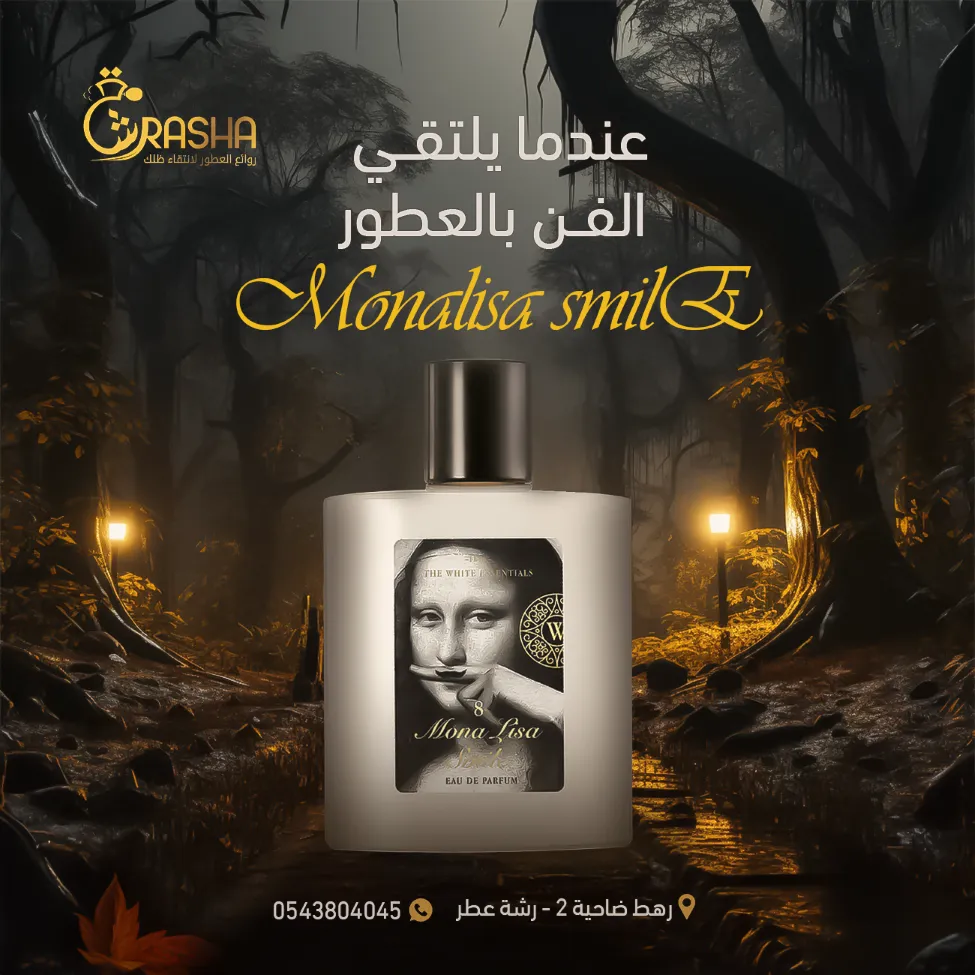 RASHA
رشة
روائع العطور لانتقاء ظلك
عندما يلتقي
الفن بالعطور
Monalisa smilE
THE WHITE ESSENTIALS
W
8
Mona Lisa
Smile
EAU DE PARFUM
رهط ضاحية 2 - رشة عطر
0543804045